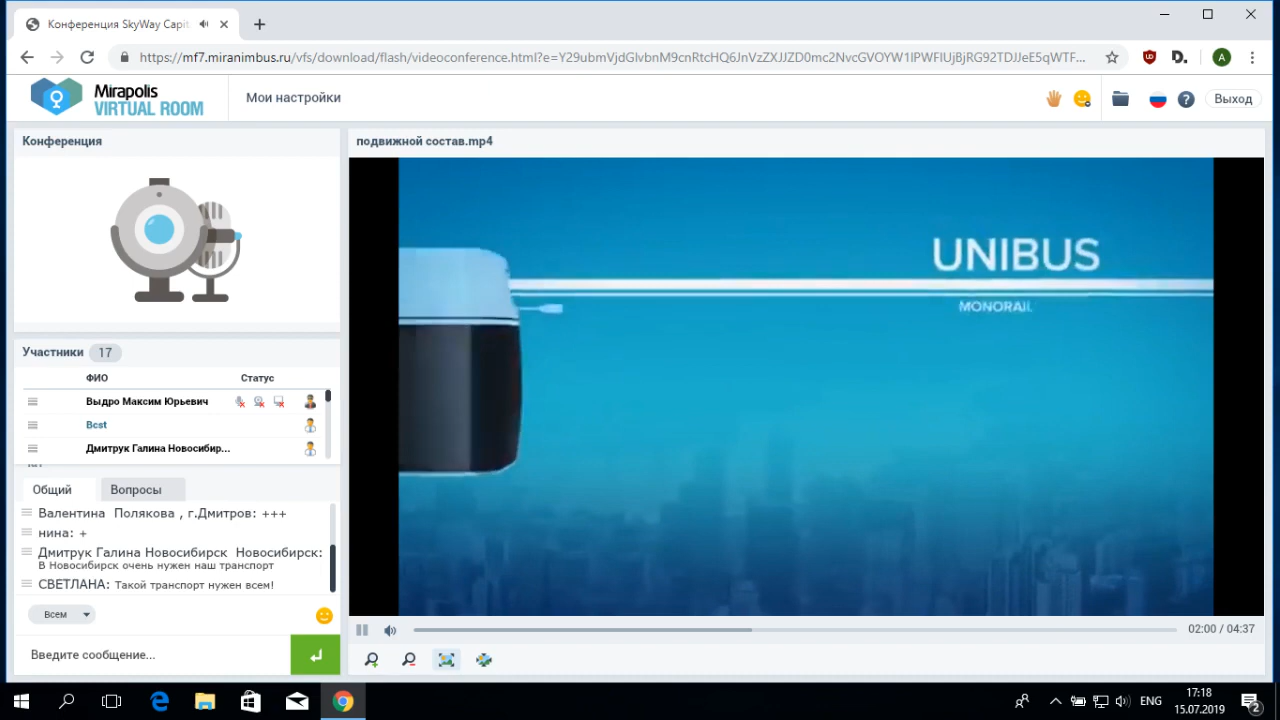 Конференция SkyWay Capit
https://mf7.miranimbus.ru/vfs/download/flash/videoconference.html?e=
Mirapolis
VIRTUAL ROOM
Мои настройки
Выход
Конференция
подвижной состав.mp4
UNIBUS
MONORAIL
Участники 17
ФИО Статус
Выдро Максим Юрьевич
Bcst
Дмитрук Галина Новосибир...
Общий Вопросы
Валентина Полякова , г.Дмитров: +++
нина: +
Дмитрук Галина Новосибирск Новосибирск:
В Новосибирск очень нужен наш транспорт
СВЕТЛАНА: Такой транспорт нужен всем!
Всем
02:00 / 04:37
Введите сообщение...
ENG
17:18
15.07.2019
2